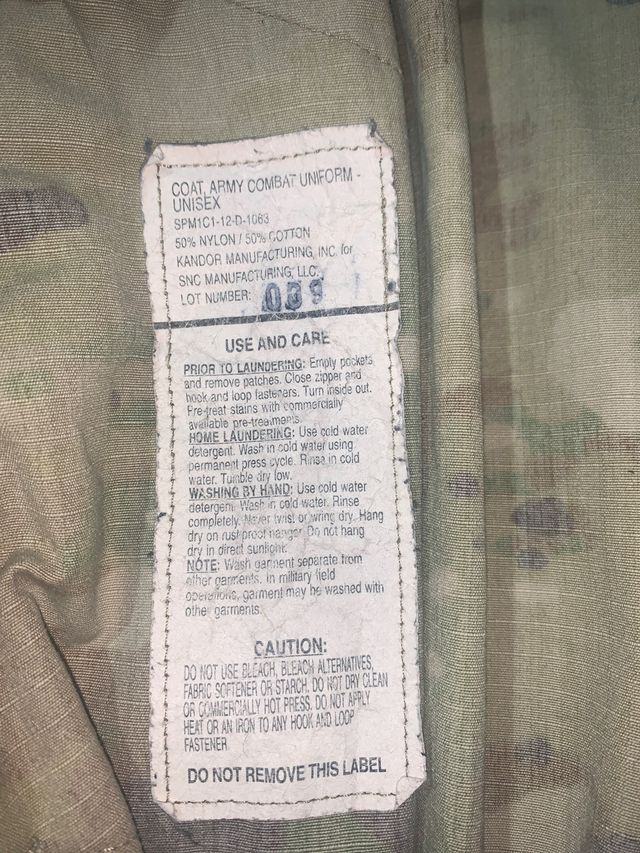 COAT, ARMY COMBAT UNIFORM -
UNISEX
SPM1C1-12-D-1063
50% NYLON / 50% COTTON
KANDOR MANUFACTURING, INC. for
SNC MANUFACTURING, LLC.
LOT NUMBER: 039
USE AND CARE
PRIOR TO LAUNDERING: Empty pockets
and remove patches. Close zipper and
hook and loop fasteners. Turn inside out.
Pre-treat stains with commercially
available pre-treatments.
HOME LAUNDERING: Use cold water
detergent. Wash in cold water using
permanent press cycle. Rinse in cold
water. Tumble dry low.
WASHING BY HAND: Use cold water
detergent. Wash in cold water. Rinse
completely. Never twist or wring dry. Hang
dry on rustproof hanger. Do not hang
dry in direct sunlight.
NOTE: Wash garment separate from
other garments. In military field
operations, garment may be washed with
other garments.
CAUTION:
DO NOT USE BLEACH, BLEACH ALTERNATIVES,
FABRIC SOFTENER OR STARCH. DO NOT DRY CLEAN
OR COMMERCIALLY HOT PRESS. DO NOT APPLY
HEAT OR AN IRON TO ANY HOOK AND LOOP
FASTENER
DO NOT REMOVE THIS LABEL